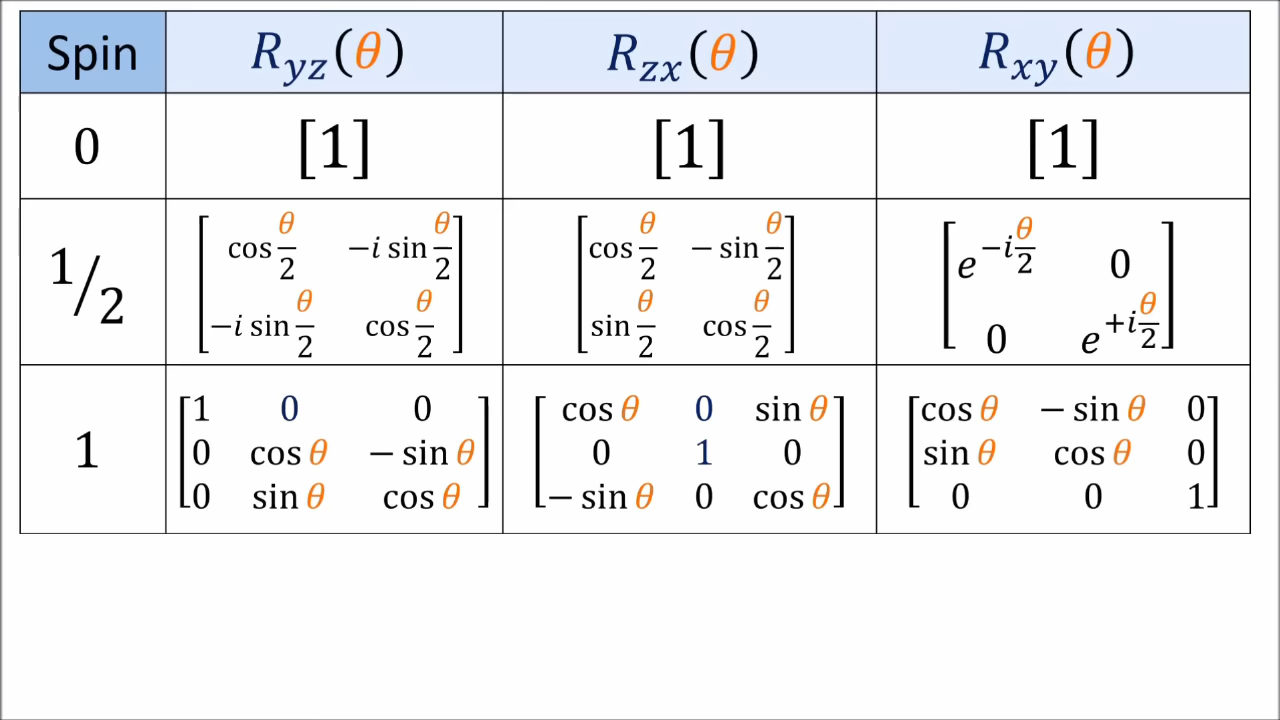 Spin R_yz(θ) R_zx(θ) R_xy(θ)
0 [1] [1] [1]
1/2 [cos θ/2 −i sin θ/2; −i sin θ/2 cos θ/2] [cos θ/2 − sin θ/2; sin θ/2 cos θ/2] [e^(−i θ/2) 0; 0 e^(+i θ/2)]
1 [1 0 0; 0 cos θ − sin θ; 0 sin θ cos θ] [cos θ 0 sin θ; 0 1 0; − sin θ 0 cos θ] [cos θ − sin θ 0; sin θ cos θ 0; 0 0 1]